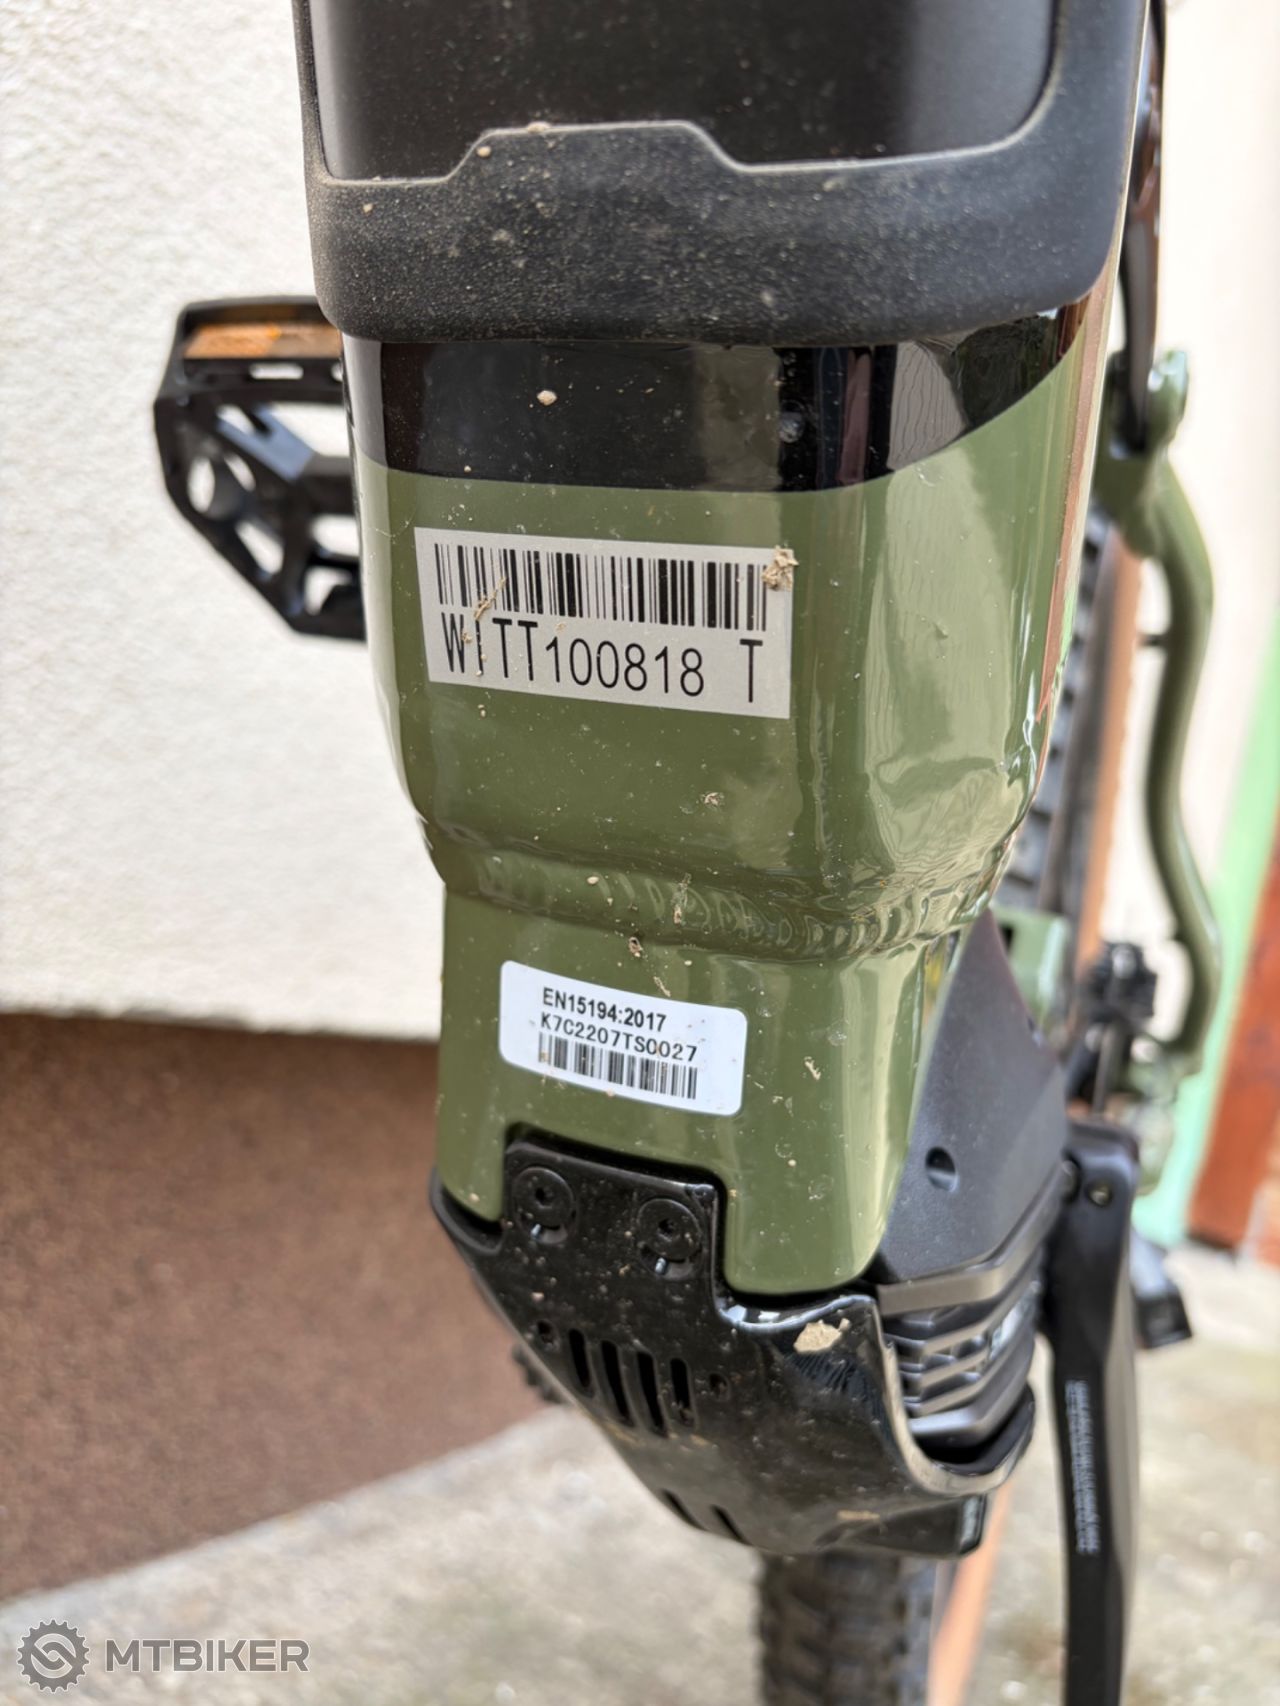 WITT100818 T
EN15194:2017
K7C2207TS0027
MTBIKER